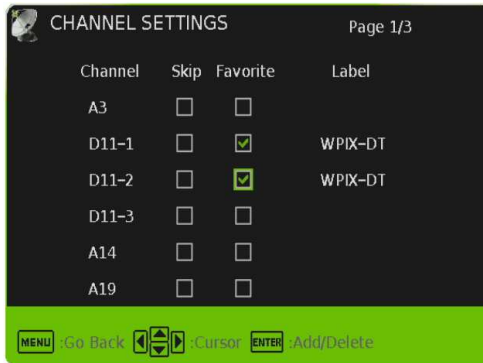 CHANNEL SETTINGS Page 1/3
Channel Skip Favorite Label
A3
D11-1 WPIX-DT
D11-2 WPIX-DT
D11-3
A14
A19
MENU :Go Back :Cursor ENTER :Add/Delete